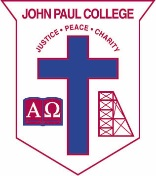 JOHN PAUL COLLEGE
JUSTICE • PEACE • CHARITY
ΑΩ